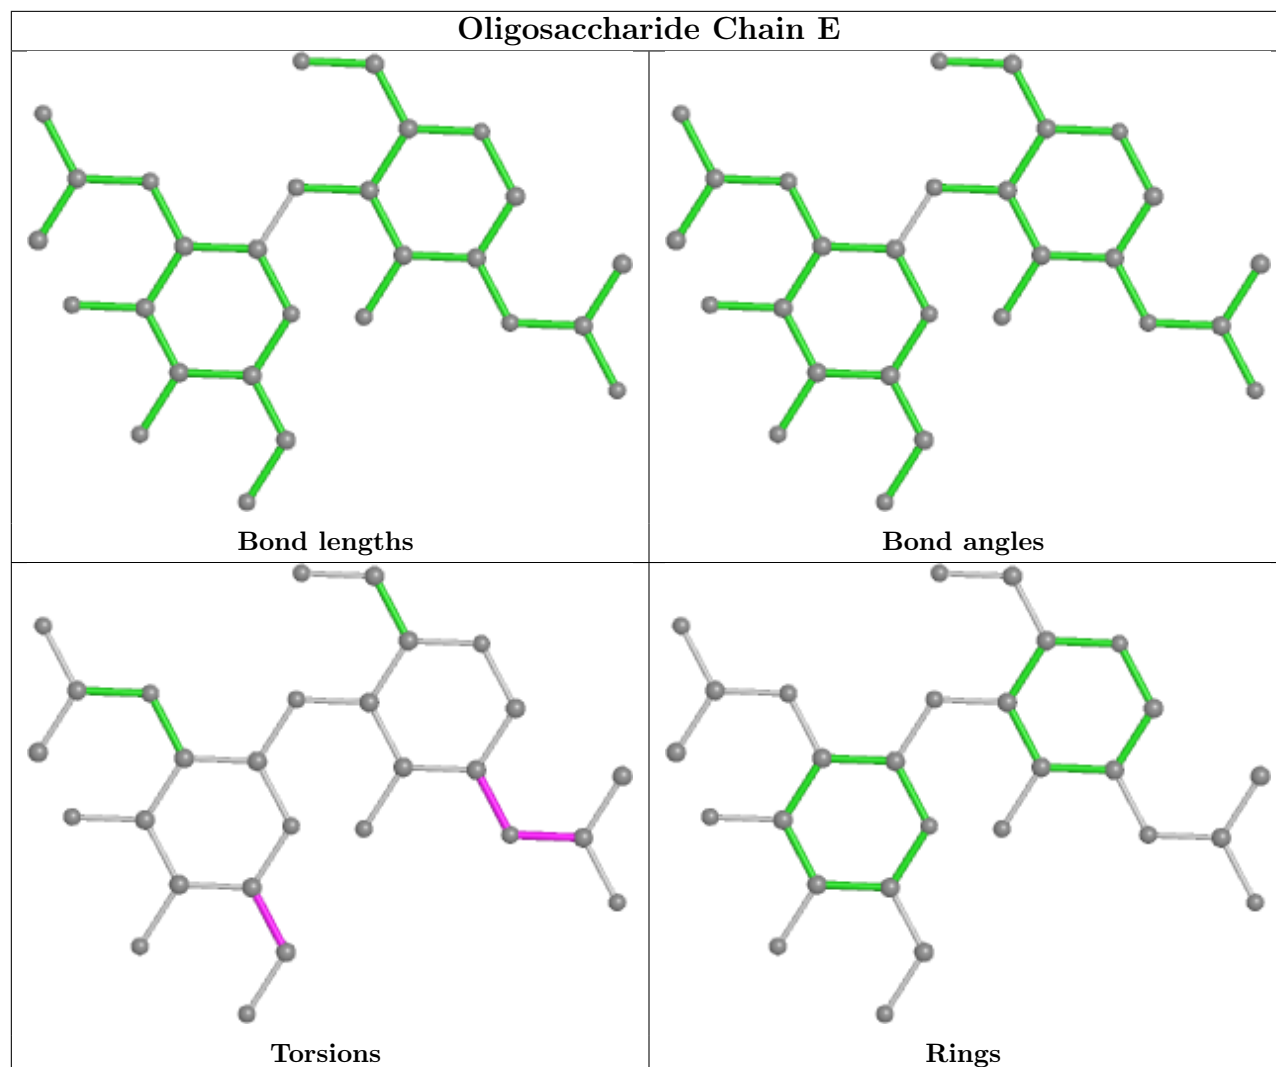 Oligosaccharide Chain E
Bond lengths
Bond angles
Torsions
Rings